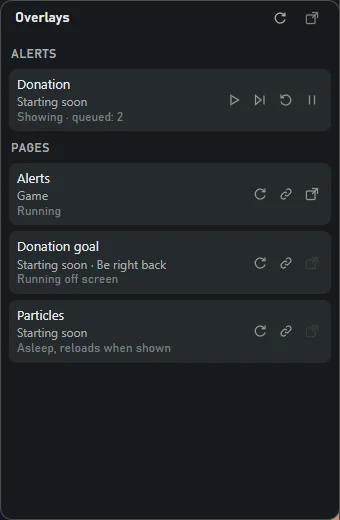 Overlays
ALERTS
Donation
Starting soon
Showing · queued: 2
PAGES
Alerts
Game
Running
Donation goal
Starting soon · Be right back
Running off screen
Particles
Starting soon
Asleep, reloads when shown